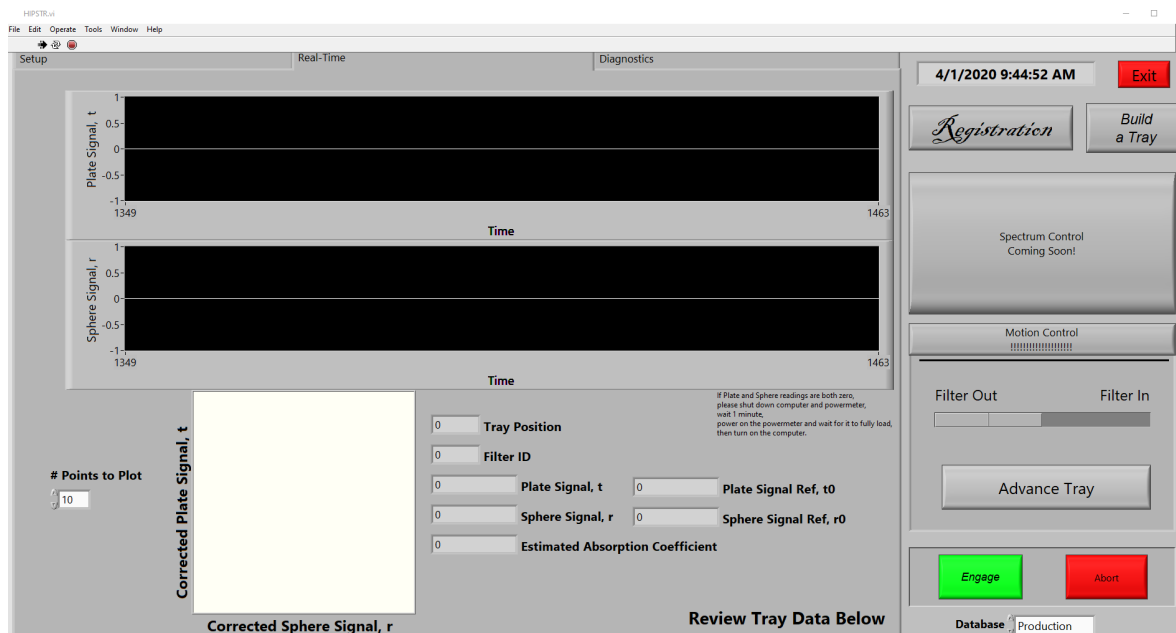 HIPSTR.vi
File Edit Operate Tools Window Help
Setup
Real-Time
Diagnostics
4/1/2020 9:44:52 AM
Exit
Registration
Build
a Tray
1
0.5
0
-0.5
-1
Plate Signal, t
1349
1463
Time
1
0.5
0
-0.5
-1
Sphere Signal, r
1349
1463
Time
Spectrum Control
Coming Soon!
Motion Control
!!!!!!!!!!!!!!!!!!!!
Filter Out
Filter In
Advance Tray
Engage
Abort
Database
Production
# Points to Plot
10
Corrected Plate Signal, t
Corrected Sphere Signal, r
0 Tray Position
0 Filter ID
0 Plate Signal, t
0 Plate Signal Ref, t0
0 Sphere Signal, r
0 Sphere Signal Ref, r0
0 Estimated Absorption Coefficient
If Plate and Sphere readings are both zero,
please shut down computer and powermeter,
wait 1 minute,
power on the powermeter and wait for it to fully load,
then turn on the computer.
Review Tray Data Below